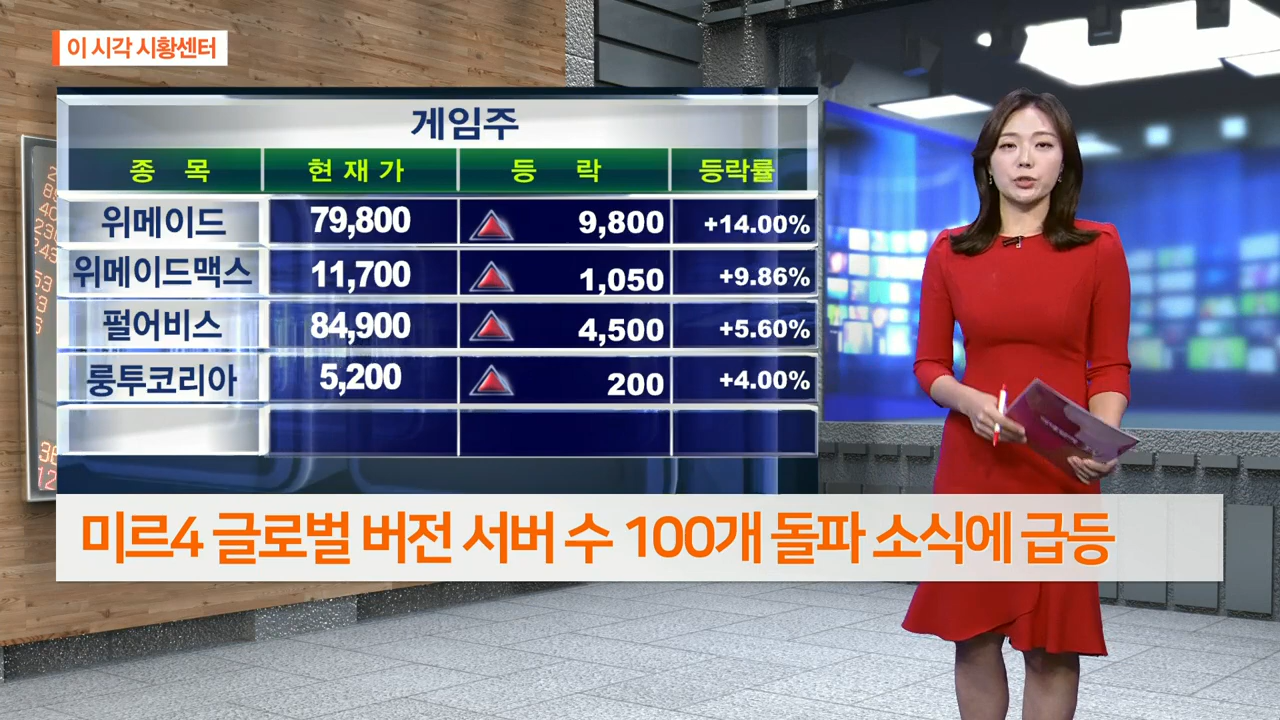 이 시각 시황센터
게임주
종 목 현 재 가 등 락 등락률
위메이드 79,800 ▲ 9,800 +14.00%
위메이드맥스 11,700 ▲ 1,050 +9.86%
펄어비스 84,900 ▲ 4,500 +5.60%
룽투코리아 5,200 ▲ 200 +4.00%
미르4 글로벌 버전 서버 수 100개 돌파 소식에 급등